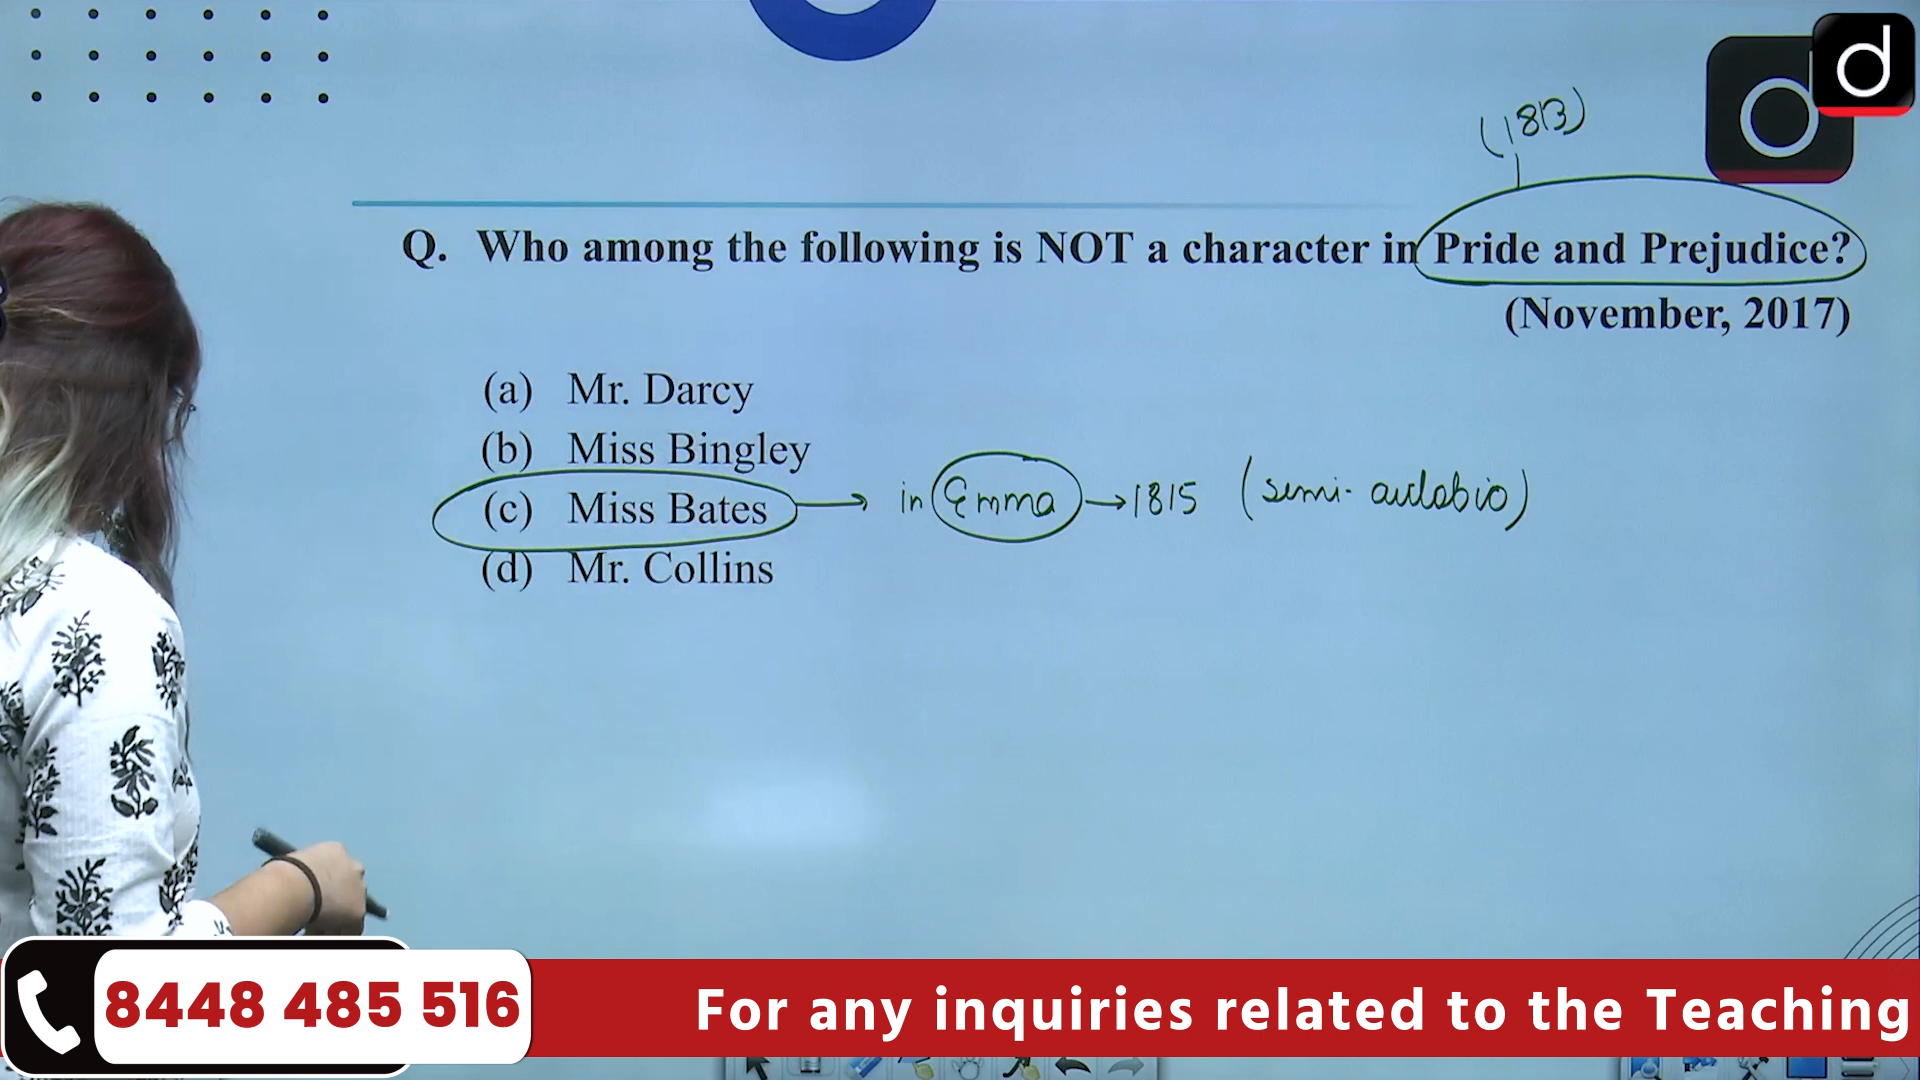 d
(1813)
Q. Who among the following is NOT a character in Pride and Prejudice?
(November, 2017)
(a) Mr. Darcy
(b) Miss Bingley
(c) Miss Bates → in Emma → 1815 (semi-autobio)
(d) Mr. Collins
8448 485 516 For any inquiries related to the Teaching